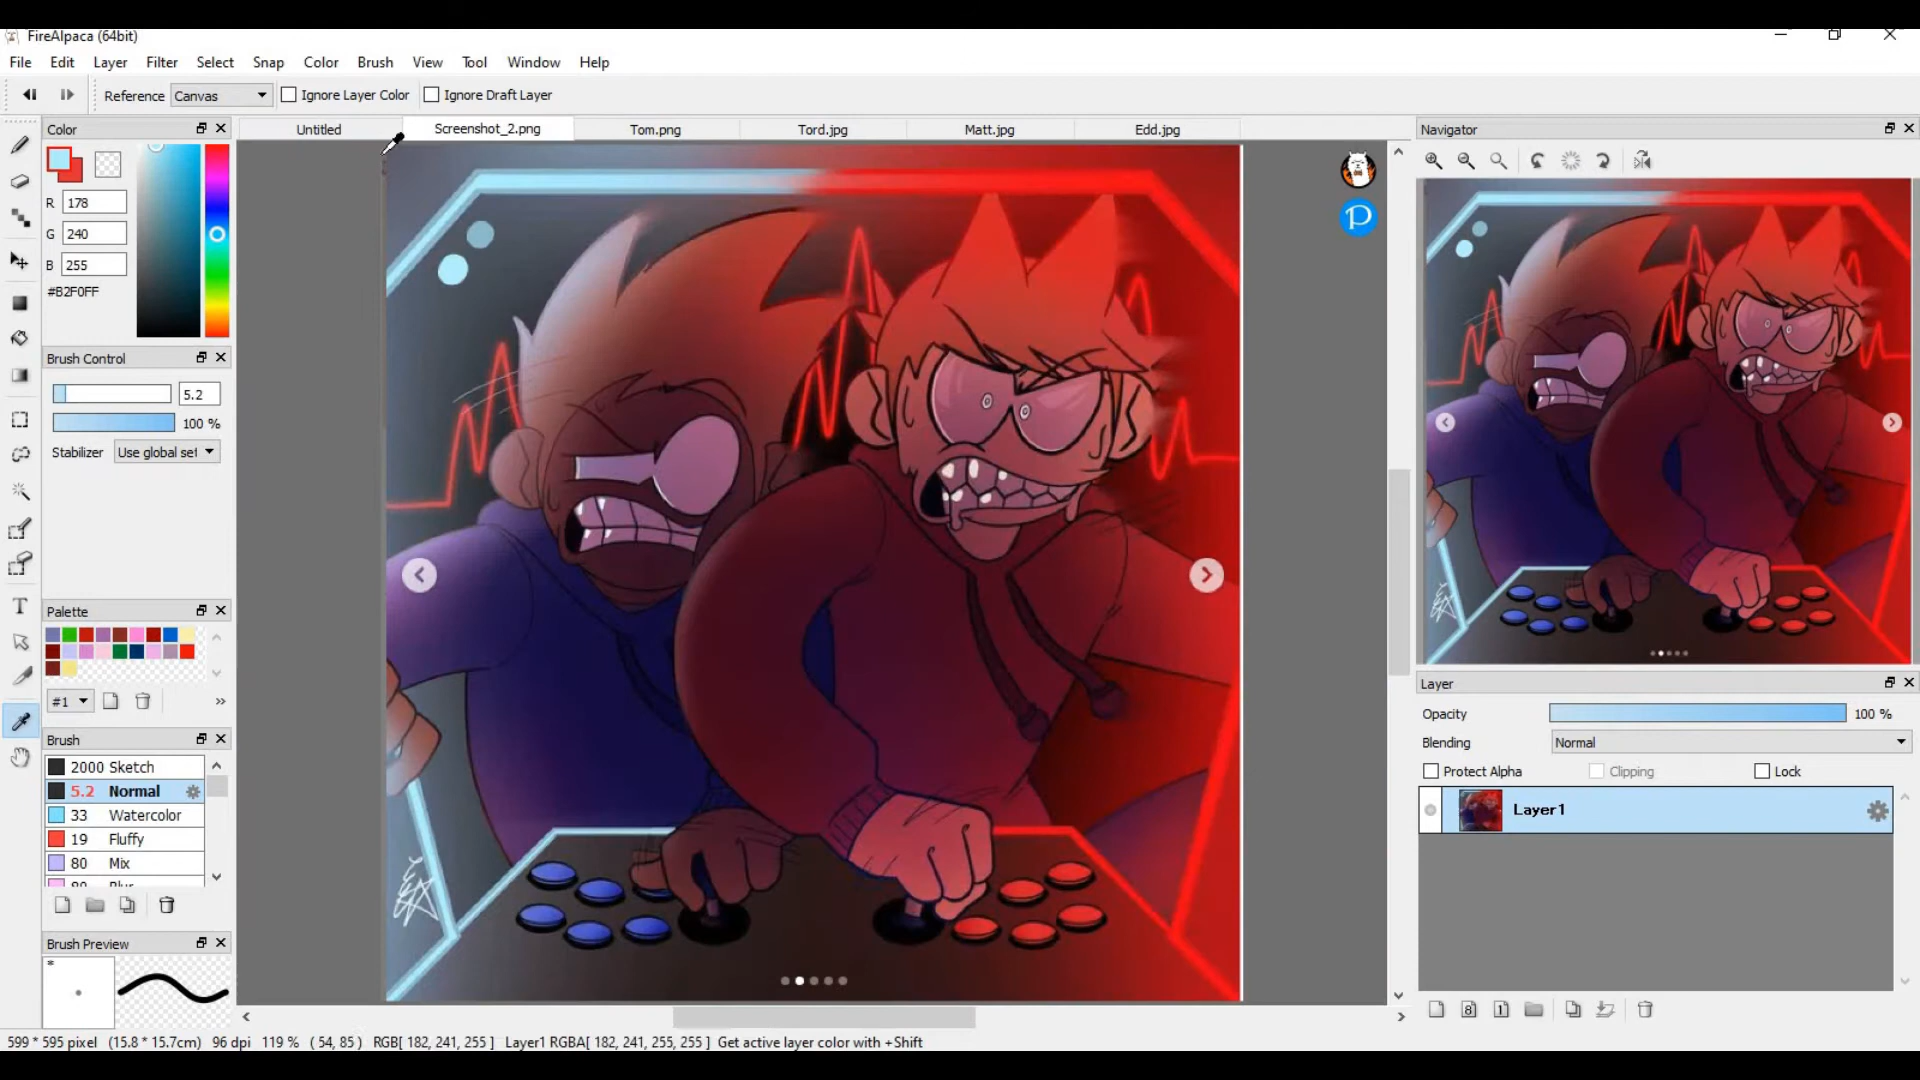 FireAlpaca (64bit)
File Edit Layer Filter Select Snap Color Brush View Tool Window Help
Reference Canvas Ignore Layer Color Ignore Draft Layer
Color
Untitled Screenshot_2.png Tom.png Tord.jpg Matt.jpg Edd.jpg
Navigator
R 178
G 240
B 255
#B2F0FF
P
Brush Control
5.2
100 %
Stabilizer Use global set
Palette
#1
Brush
2000 Sketch
5.2 Normal
33 Watercolor
19 Fluffy
80 Mix
80 Blur
Brush Preview
*
Layer
Opacity 100 %
Blending Normal
Protect Alpha Clipping Lock
Layer1
8 1
599 * 595 pixel (15.8 * 15.7cm) 96 dpi 119 % ( 54, 85 ) RGB[ 182, 241, 255 ] Layer1 RGBA[ 182, 241, 255, 255 ] Get active layer color with +Shift